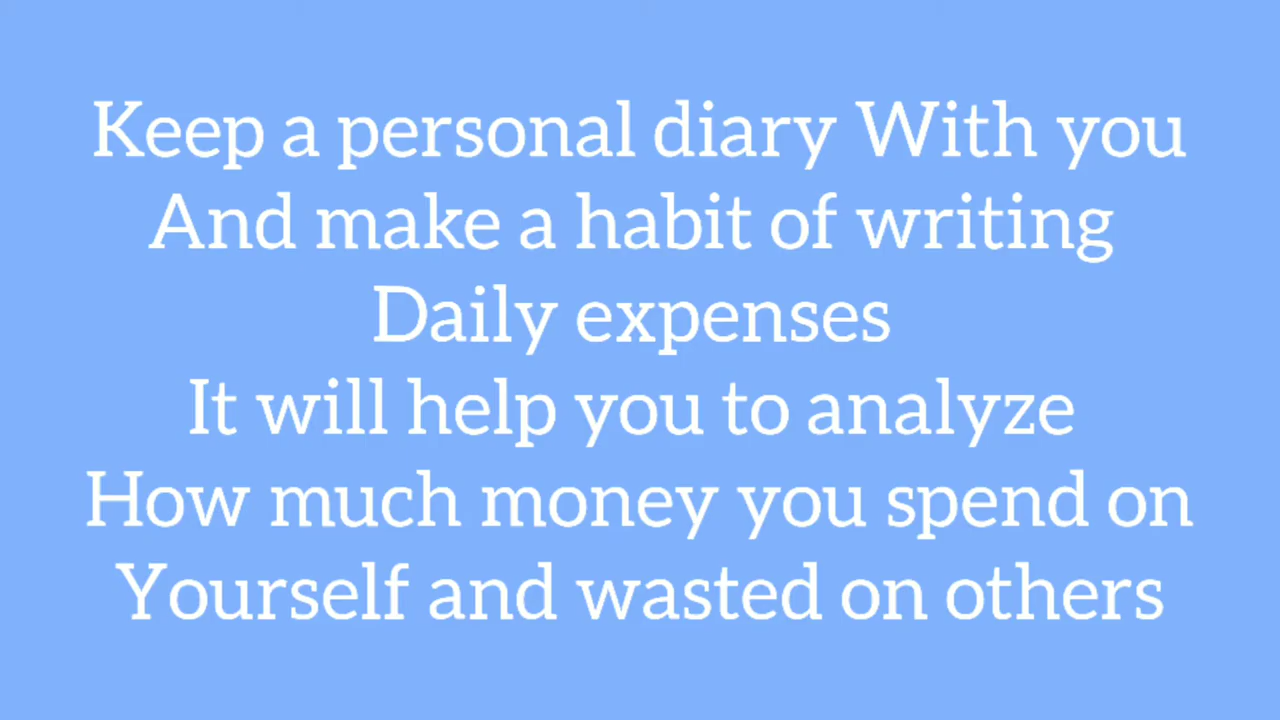 Keep a personal diary With you
And make a habit of writing
Daily expenses
It will help you to analyze
How much money you spend on
Yourself and wasted on others